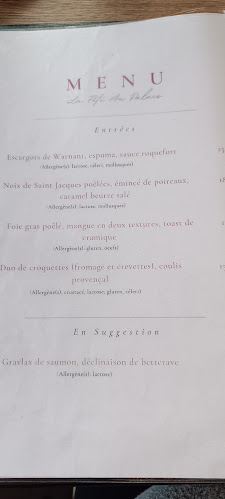 MENU
La Fée Au Palais
Entrées
Escargots de Warnant, espuma, sauce roquefort
(Allergène(s): lactose, céleri, mollusques)
Noix de Saint Jacques poêlées, émincé de poireaux,
caramel beurre salé
(Allergène(s): lactose, mollusques)
Foie gras poêlé, mangue en deux textures, toast de
cramique
(Allergène(s): gluten, oeufs)
Duo de croquettes (fromage et crevettes), coulis
provençal
(Allergène(s): crustacé, lactose, gluten, céleri)
En Suggestion
Gravlax de saumon, déclinaison de betterave
(Allergène(s): lactose)